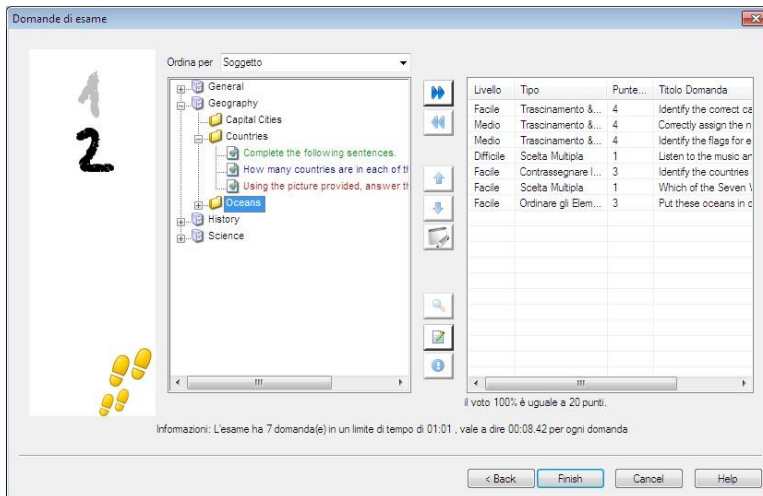 Domande di esame
1
2
Ordina per Soggetto
General
Geography
Capital Cities
Countries
Complete the following sentences.
How many countries are in each of th
Using the picture provided, answer th
Oceans
History
Science
Livello Tipo Punte... Titolo Domanda
Facile Trascinamento &... 4 Identify the correct ca
Medio Trascinamento &... 4 Correctly assign the n
Medio Trascinamento &... 4 Identify the flags for e
Difficile Scelta Multipla 1 Listen to the music an
Facile Contrassegnare l... 3 Identify the countries
Facile Scelta Multipla 1 Which of the Seven W
Facile Ordinare gli Elem... 3 Put these oceans in c
il voto 100% è uguale a 20 punti.
Informazioni: L'esame ha 7 domanda(e) in un limite di tempo di 01:01 , vale a dire 00:08.42 per ogni domanda
< Back Finish Cancel Help